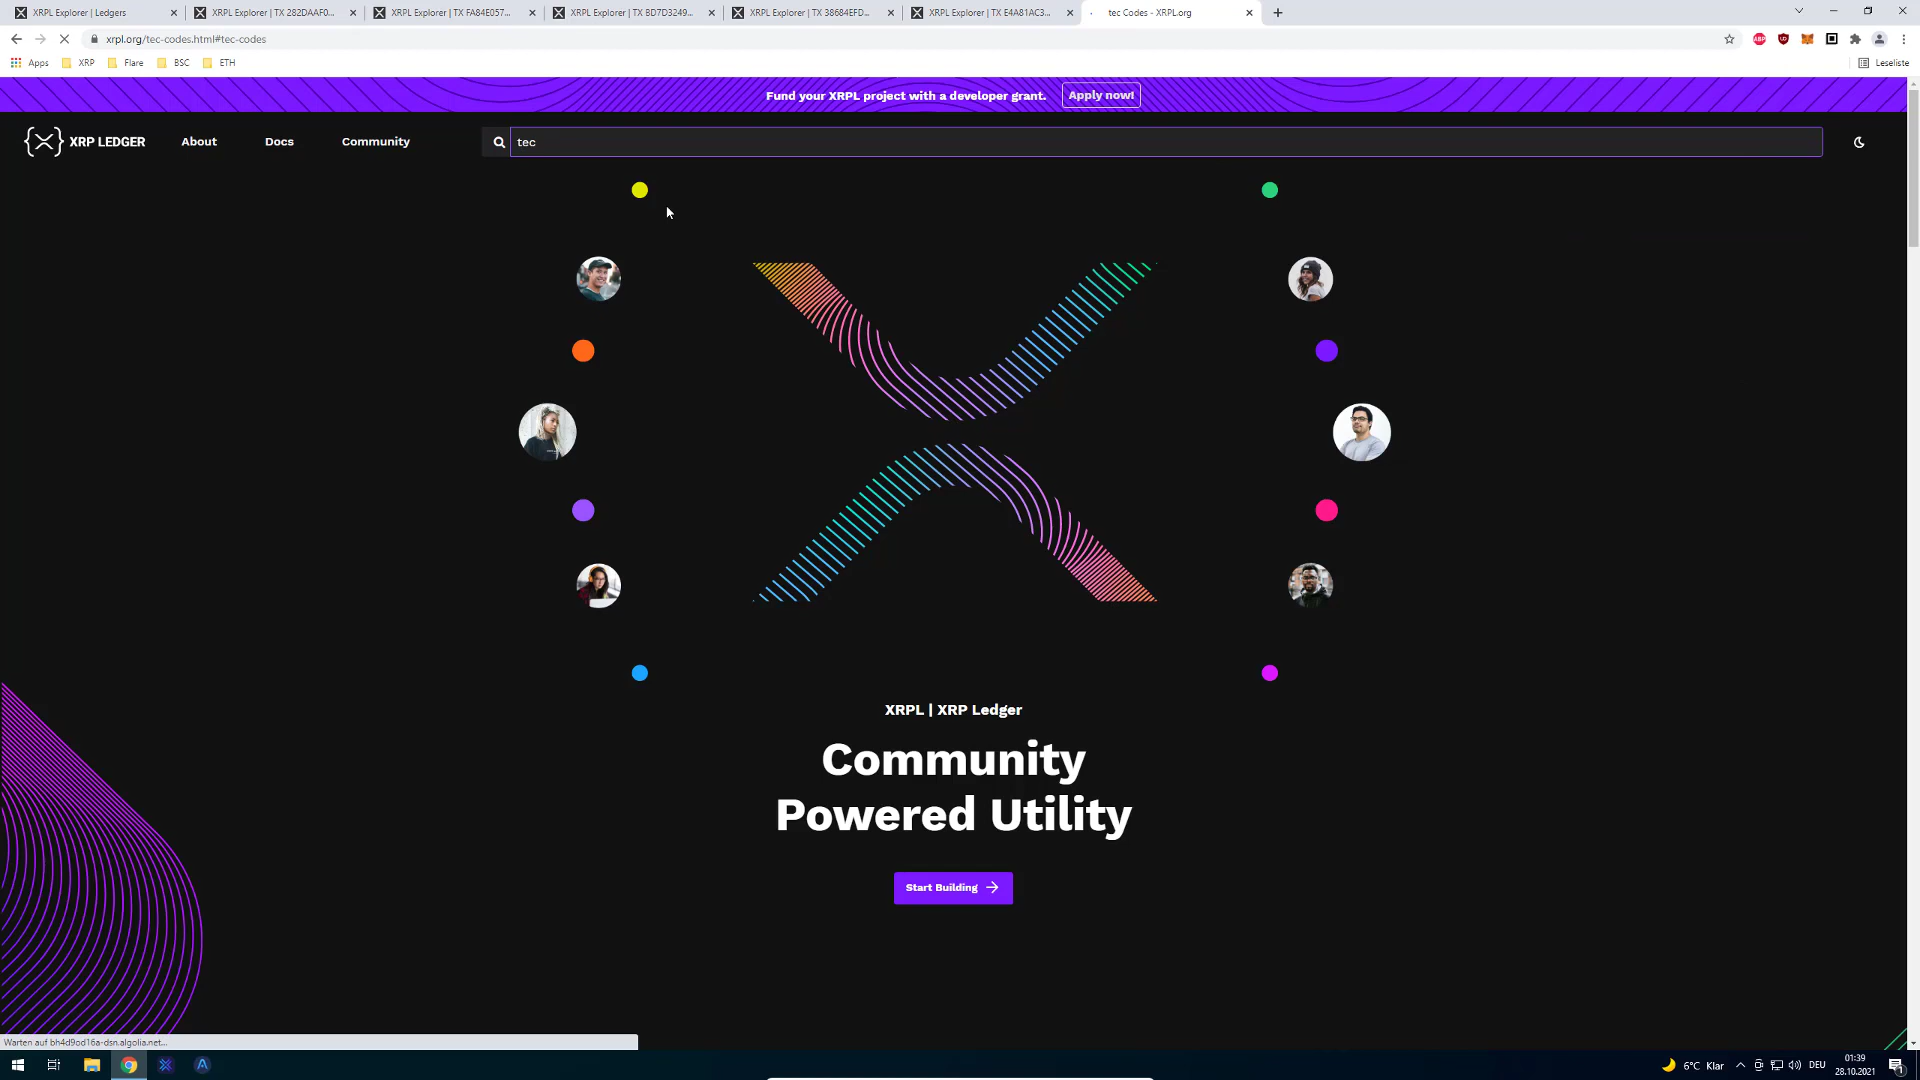 XRPL Explorer | Ledgers
XRPL Explorer | TX 282DAAF0...
XRPL Explorer | TX FA84E057...
XRPL Explorer | TX BD7D3249...
XRPL Explorer | TX 38684EFD...
XRPL Explorer | TX E4A81AC3...
tec Codes - XRPL.org
xrpl.org/tec-codes.html#tec-codes
Apps
XRP
Flare
BSC
ETH
Leseliste
Fund your XRPL project with a developer grant.
Apply now!
XRP LEDGER
About
Docs
Community
tec
XRPL | XRP Ledger
Community
Powered Utility
Start Building
Warten auf bh4d9od16a-dsn.algolia.net...
6°C Klar
DEU
01:39
28.10.2021